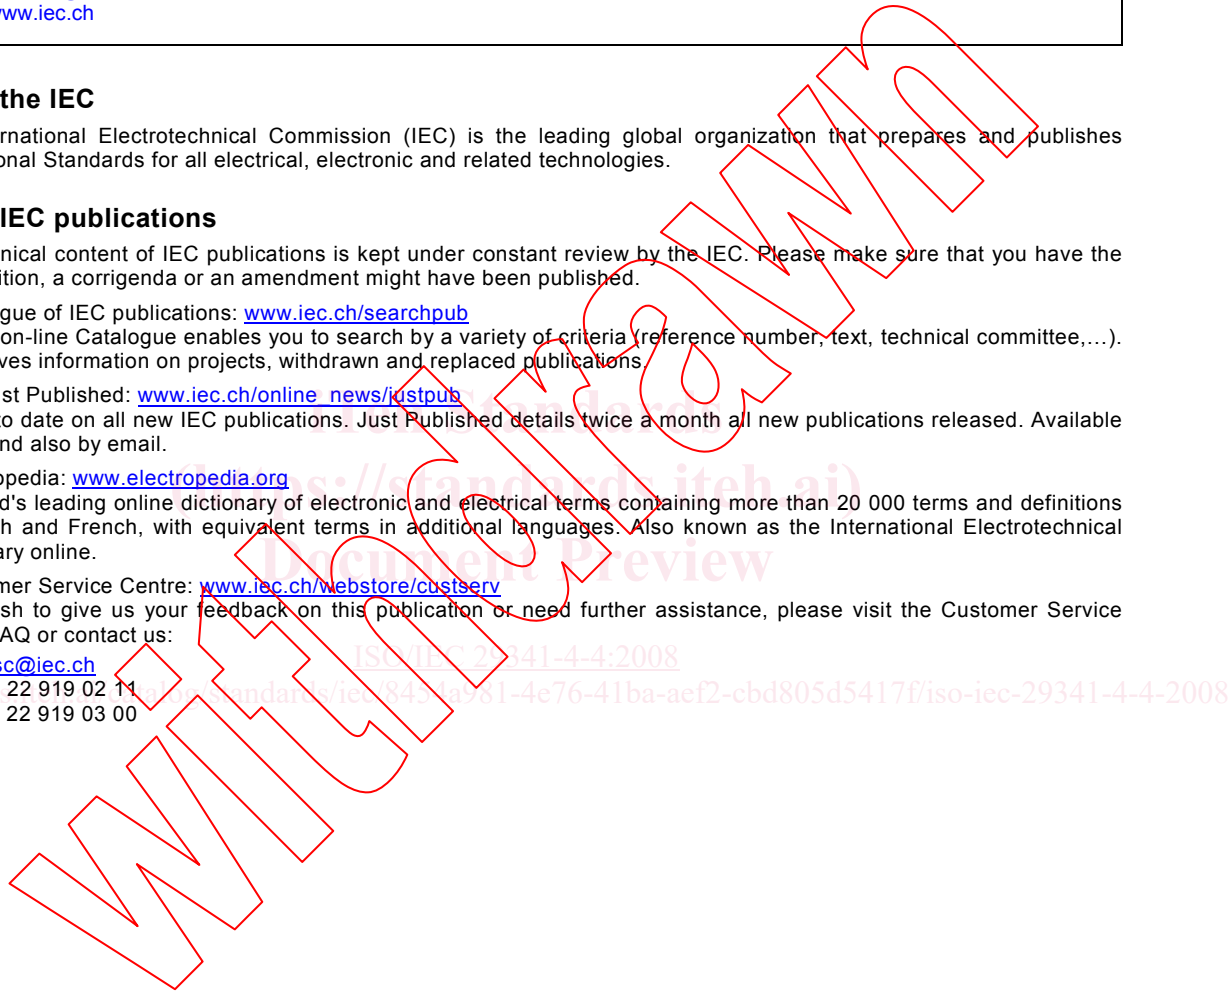 www.iec.ch
the IEC
rnational Electrotechnical Commission (IEC) is the leading global organization that prepares and publishes
onal Standards for all electrical, electronic and related technologies.
IEC publications
nical content of IEC publications is kept under constant review by the IEC. Please make sure that you have the
ition, a corrigenda or an amendment might have been published.
gue of IEC publications: www.iec.ch/searchpub
on-line Catalogue enables you to search by a variety of criteria (reference number, text, technical committee,…).
ves information on projects, withdrawn and replaced publications.
st Published: www.iec.ch/online_news/justpub
to date on all new IEC publications. Just Published details twice a month all new publications released. Available
nd also by email.
opedia: www.electropedia.org
d's leading online dictionary of electronic and electrical terms containing more than 20 000 terms and definitions
h and French, with equivalent terms in additional languages. Also known as the International Electrotechnical
ary online.
mer Service Centre: www.iec.ch/webstore/custserv
sh to give us your feedback on this publication or need further assistance, please visit the Customer Service
AQ or contact us:
sc@iec.ch
22 919 02 11
22 919 03 00
iTeh Standards
(https://standards.iteh.ai)
Document Preview
ISO/IEC 29341-4-4:2008
catalog/standards/iec/8454a981-4e76-41ba-aef2-cbd805d5417f/iso-iec-29341-4-4-2008
withdrawn